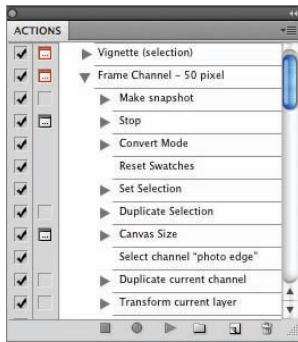 ACTIONS
Vignette (selection)
Frame Channel – 50 pixel
Make snapshot
Stop
Convert Mode
Reset Swatches
Set Selection
Duplicate Selection
Canvas Size
Select channel "photo edge"
Duplicate current channel
Transform current layer